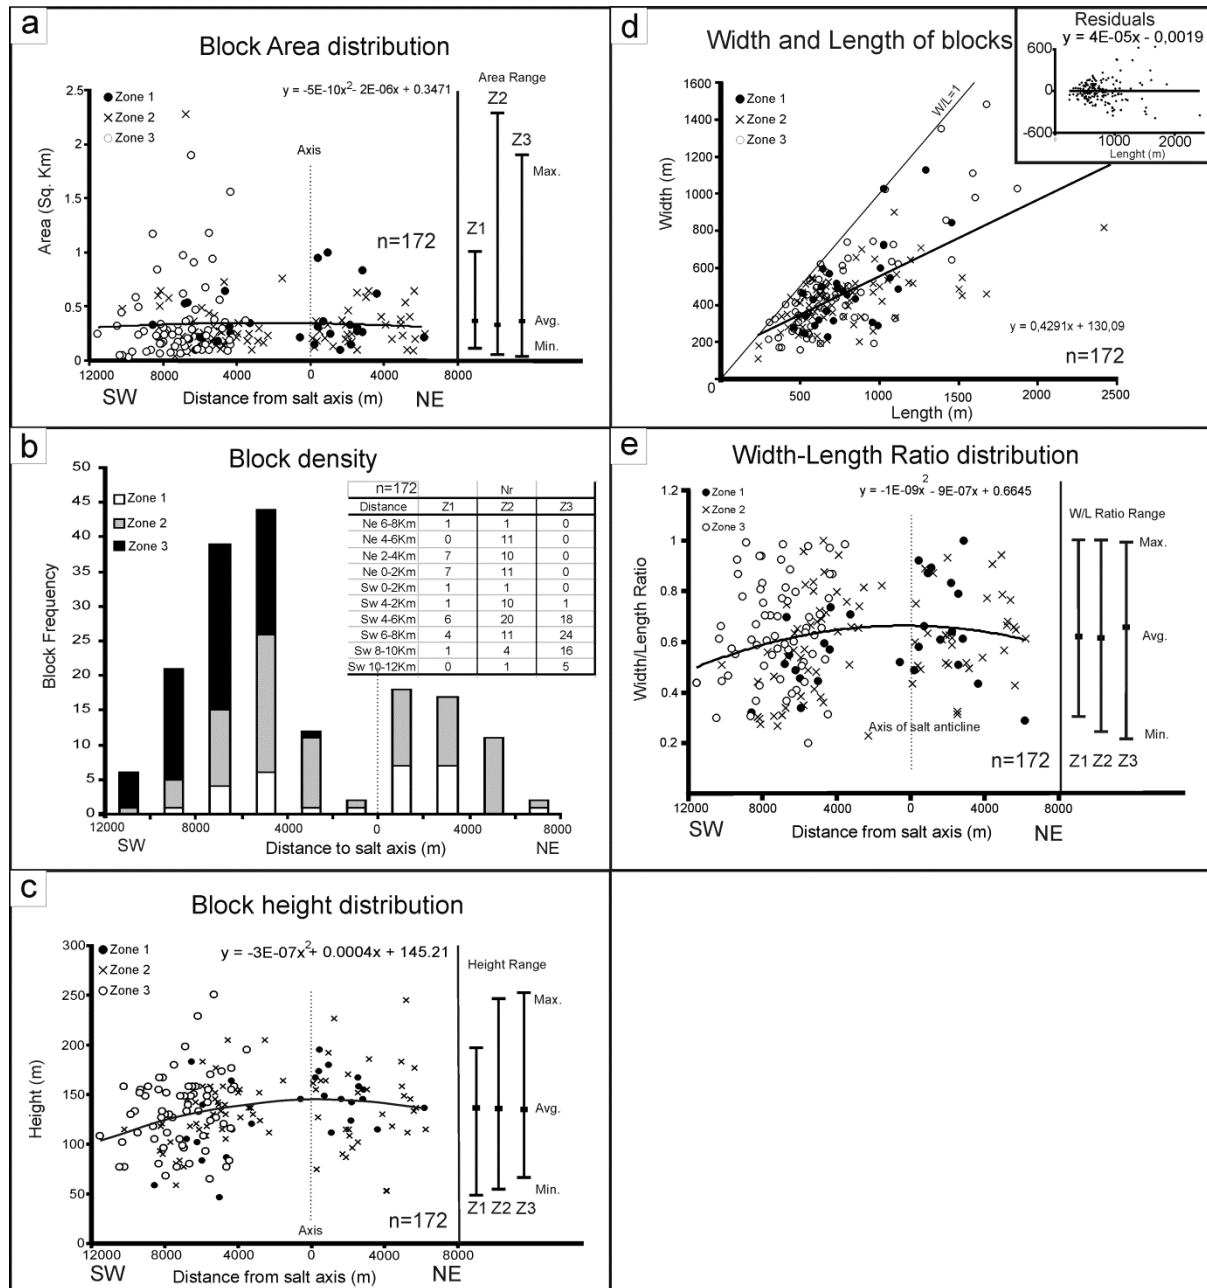 a
Block Area distribution
y = -5E-10x2 - 2E-06x + 0.3471
Area Range
Zone 1
Zone 2
Zone 3
Axis
n=172
Z1
Z2
Z3
Max.
Avg.
Min.
Area (Sq. Km)
2.5
2
1.5
1
0.5
0
12000 8000 4000 0 4000 8000
SW Distance from salt axis (m) NE
d
Width and Length of blocks
Residuals
y = 4E-05x - 0,0019
600
0
-600
1000 2000
Lenght (m)
Zone 1
Zone 2
Zone 3
W/L=1
Width (m)
1600
1400
1200
1000
800
600
400
200
0
y = 0,4291x + 130,09
n=172
500 1000 1500 2000 2500
Length (m)
b
Block density
Zone 1
Zone 2
Zone 3
Block Frequency
50
45
40
35
30
25
20
15
10
5
0
n=172 Nr
Distance Z1 Z2 Z3
Ne 6-8Km 1 1 0
Ne 4-6Km 0 11 0
Ne 2-4Km 7 10 0
Ne 0-2Km 7 11 0
Sw 0-2Km 1 1 0
Sw 4-2Km 1 10 1
Sw 4-6Km 6 20 18
Sw 6-8Km 4 11 24
Sw 8-10Km 1 4 16
Sw 10-12Km 0 1 5
12000 8000 4000 0 4000 8000
SW Distance to salt axis (m) NE
e
Width-Length Ratio distribution
y = -1E-09x2 - 9E-07x + 0.6645
Zone 1
Zone 2
Zone 3
W/L Ratio Range
Max.
Avg.
Min.
Z1 Z2 Z3
Width/Length Ratio
1.2
1
0.8
0.6
0.4
0.2
Axis of salt anticline
n=172
12000 8000 4000 0 4000 8000
SW Distance from salt axis (m) NE
c
Block height distribution
y = -3E-07x2 + 0.0004x + 145.21
Zone 1
Zone 2
Zone 3
Height Range
Max.
Avg.
Min.
Z1 Z2 Z3
Height (m)
300
250
200
150
100
50
0
Axis
n=172
12000 8000 4000 0 4000 8000
SW Distance from salt axis (m) NE